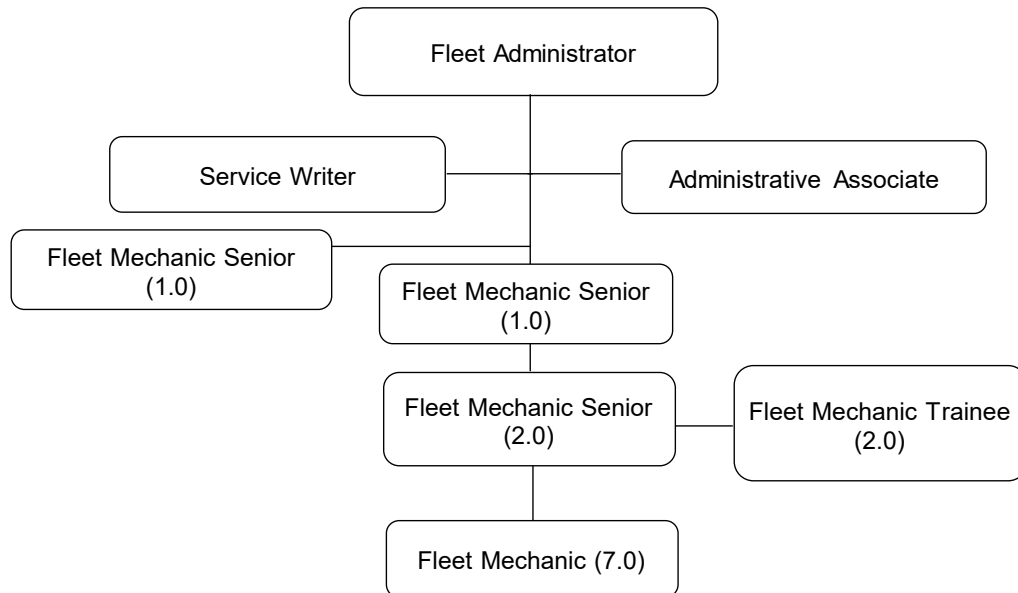 Fleet Administrator
Service Writer
Administrative Associate
Fleet Mechanic Senior
(1.0)
Fleet Mechanic Senior
(1.0)
Fleet Mechanic Senior
(2.0)
Fleet Mechanic Trainee
(2.0)
Fleet Mechanic (7.0)